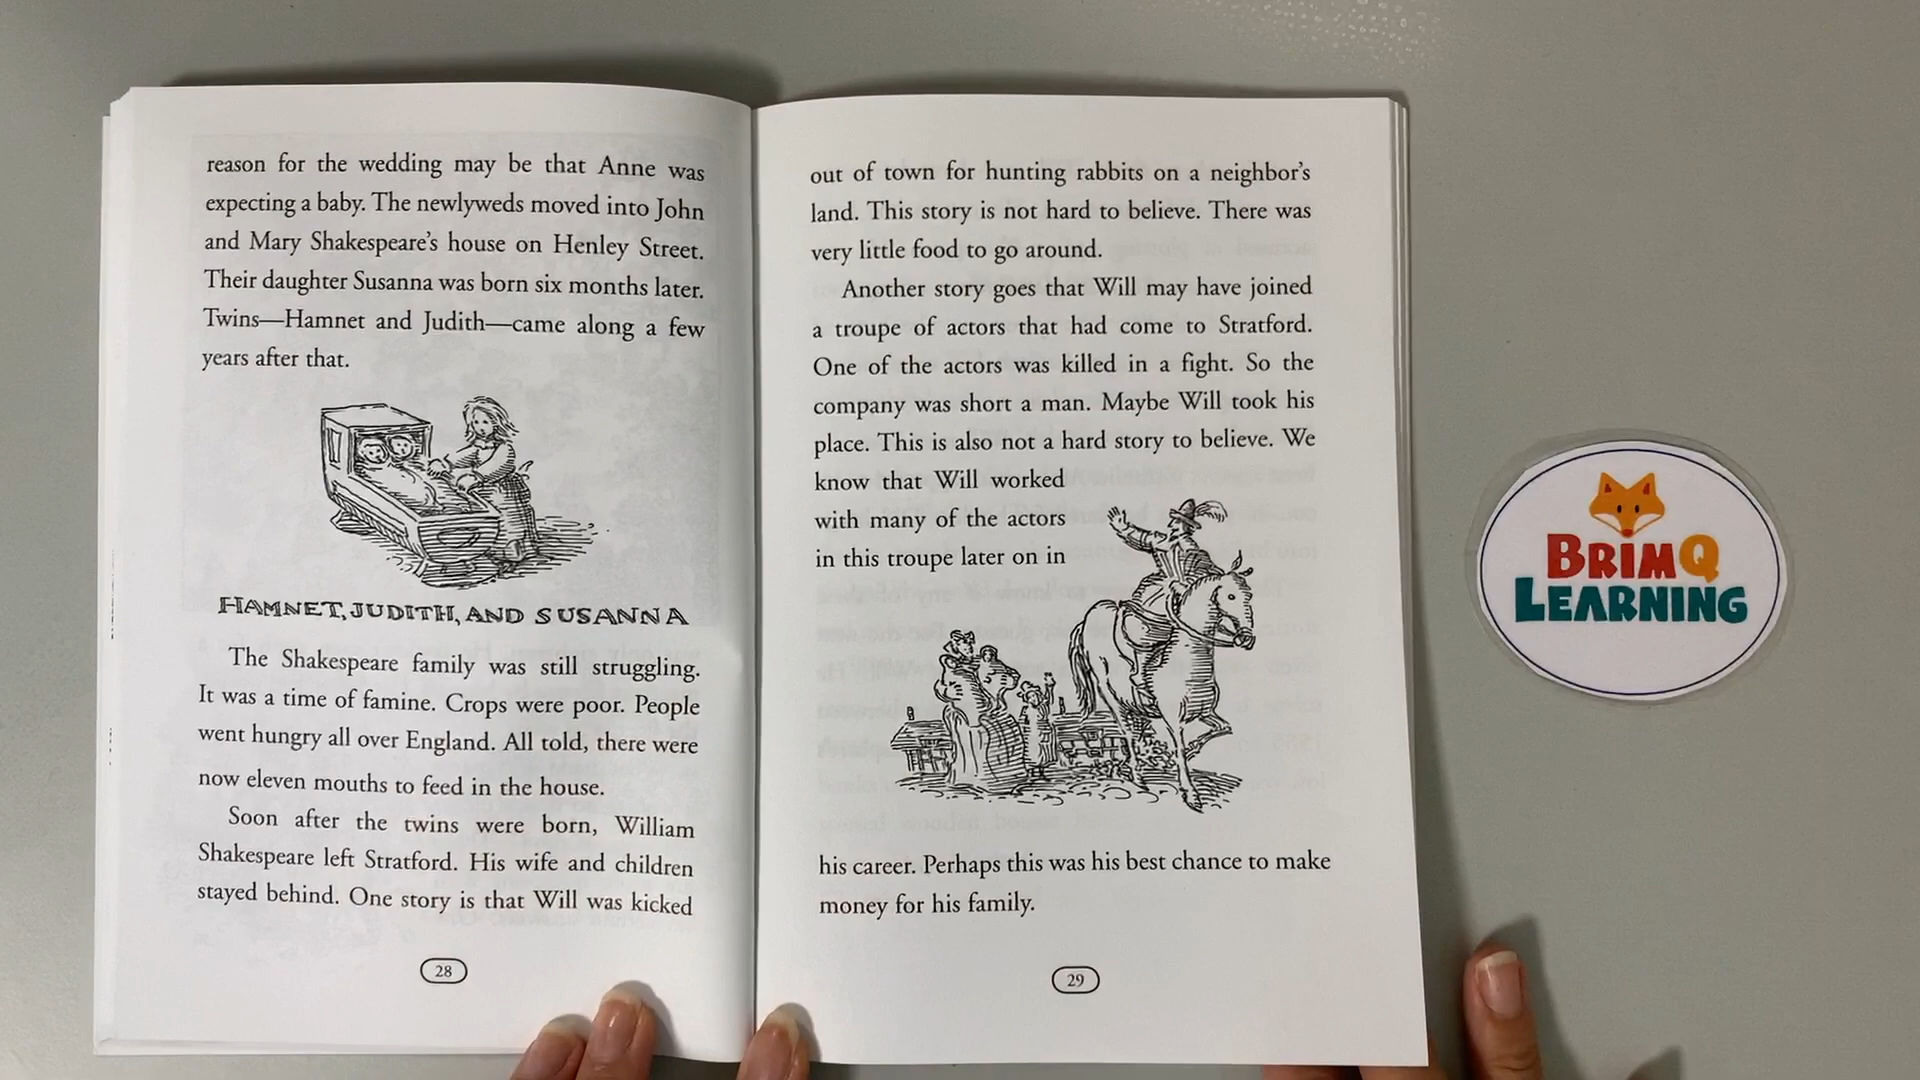 reason for the wedding may be that Anne was
expecting a baby. The newlyweds moved into John
and Mary Shakespeare's house on Henley Street.
Their daughter Susanna was born six months later.
Twins—Hamnet and Judith—came along a few
years after that.
HAMNET, JUDITH, AND SUSANNA
The Shakespeare family was still struggling.
It was a time of famine. Crops were poor. People
went hungry all over England. All told, there were
now eleven mouths to feed in the house.
Soon after the twins were born, William
Shakespeare left Stratford. His wife and children
stayed behind. One story is that Will was kicked
28
out of town for hunting rabbits on a neighbor's
land. This story is not hard to believe. There was
very little food to go around.
Another story goes that Will may have joined
a troupe of actors that had come to Stratford.
One of the actors was killed in a fight. So the
company was short a man. Maybe Will took his
place. This is also not a hard story to believe. We
know that Will worked
with many of the actors
in this troupe later on in
his career. Perhaps this was his best chance to make
money for his family.
29
BRIMQ
LEARNING